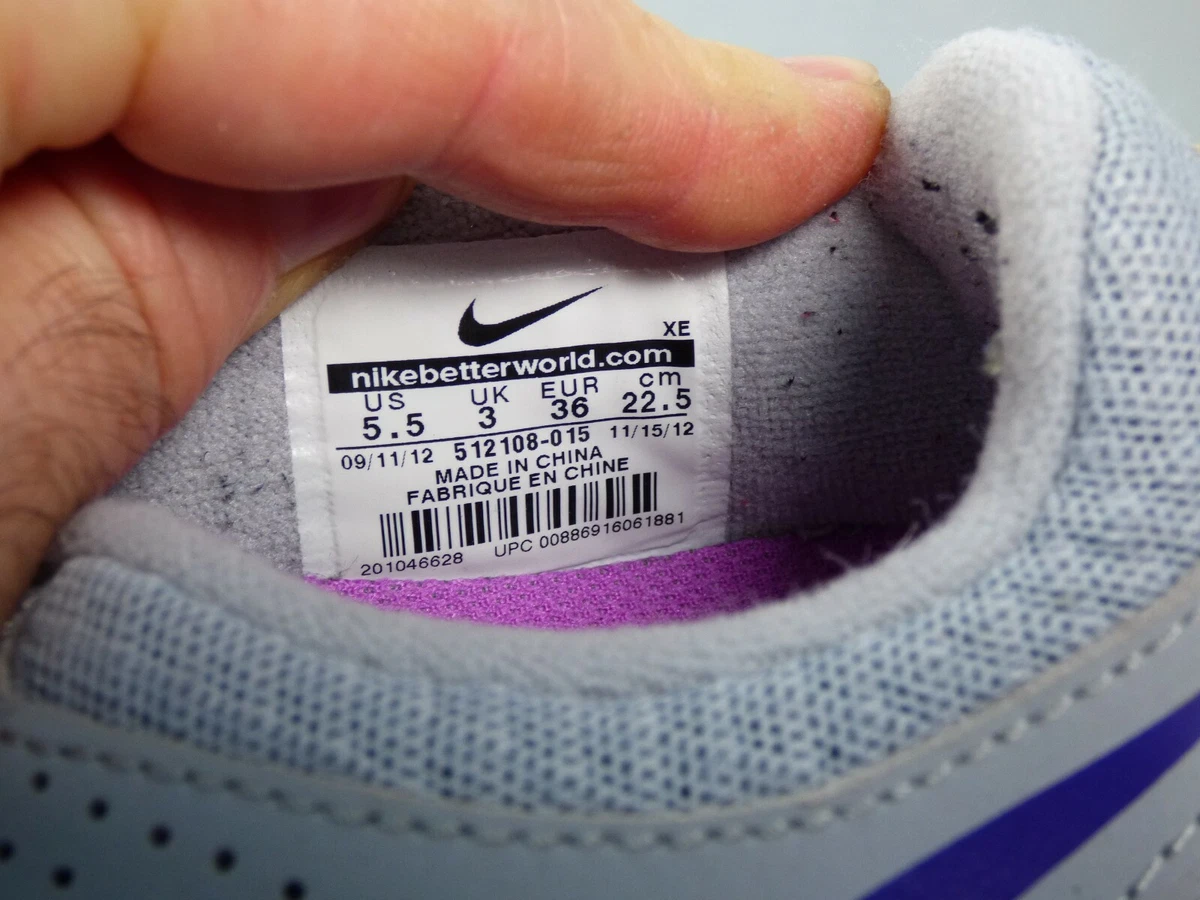 XE
nikebetterworld.com
US UK EUR cm
5.5 3 36 22.5
09/11/12 512108-015 11/15/12
MADE IN CHINA
FABRIQUE EN CHINE
201046628 UPC 00886916061881